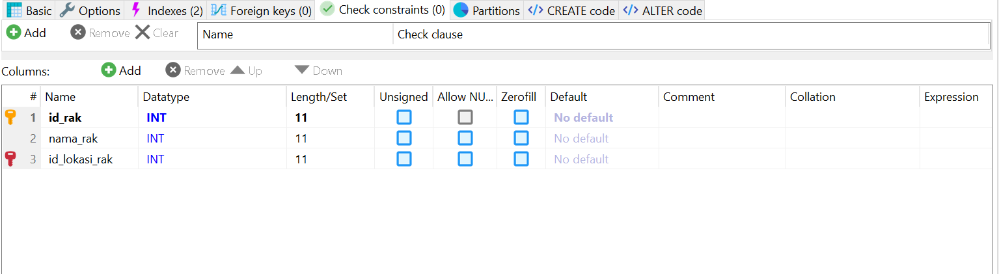 Basic Options Indexes (2) Foreign keys (0) Check constraints (0) Partitions CREATE code ALTER code
Add Remove Clear Name Check clause
Columns: Add Remove Up Down
# Name Datatype Length/Set Unsigned Allow NU... Zerofill Default Comment Collation Expression
1 id_rak INT 11 No default
2 nama_rak INT 11 No default
3 id_lokasi_rak INT 11 No default